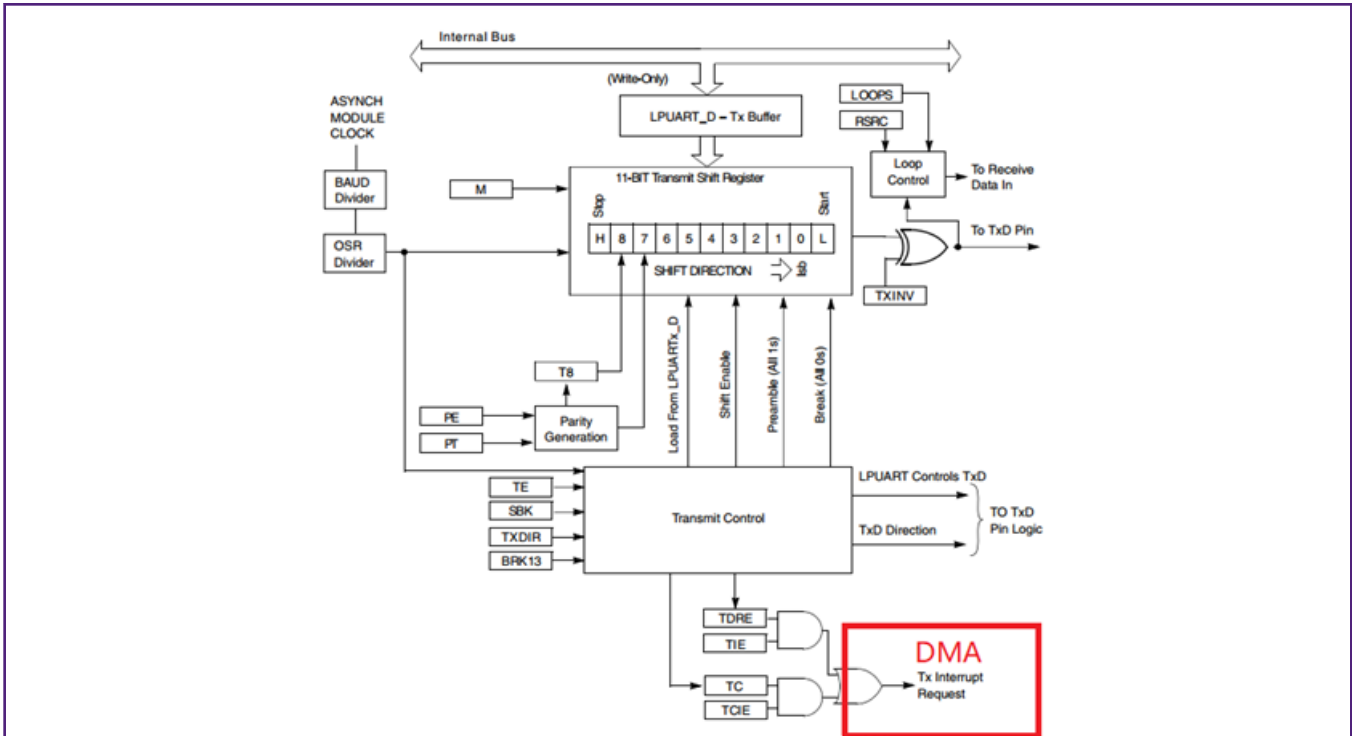 Internal Bus
(Write-Only)
LPUART_D – Tx Buffer
ASYNCH
MODULE
CLOCK
BAUD
Divider
OSR
Divider
M
11-BIT Transmit Shift Register
Stop
Start
H 8 7 6 5 4 3 2 1 0 L
SHIFT DIRECTION
lsb
LOOPS
RSRC
Loop
Control
To Receive
Data In
To TxD Pin
TXINV
T8
PE
PT
Parity
Generation
Load From LPUARTx_D
Shift Enable
Preamble (All 1s)
Break (All 0s)
TE
SBK
TXDIR
BRK13
Transmit Control
LPUART Controls TxD
TxD Direction
TO TxD
Pin Logic
TDRE
TIE
TC
TCIE
DMA
Tx Interrupt
Request